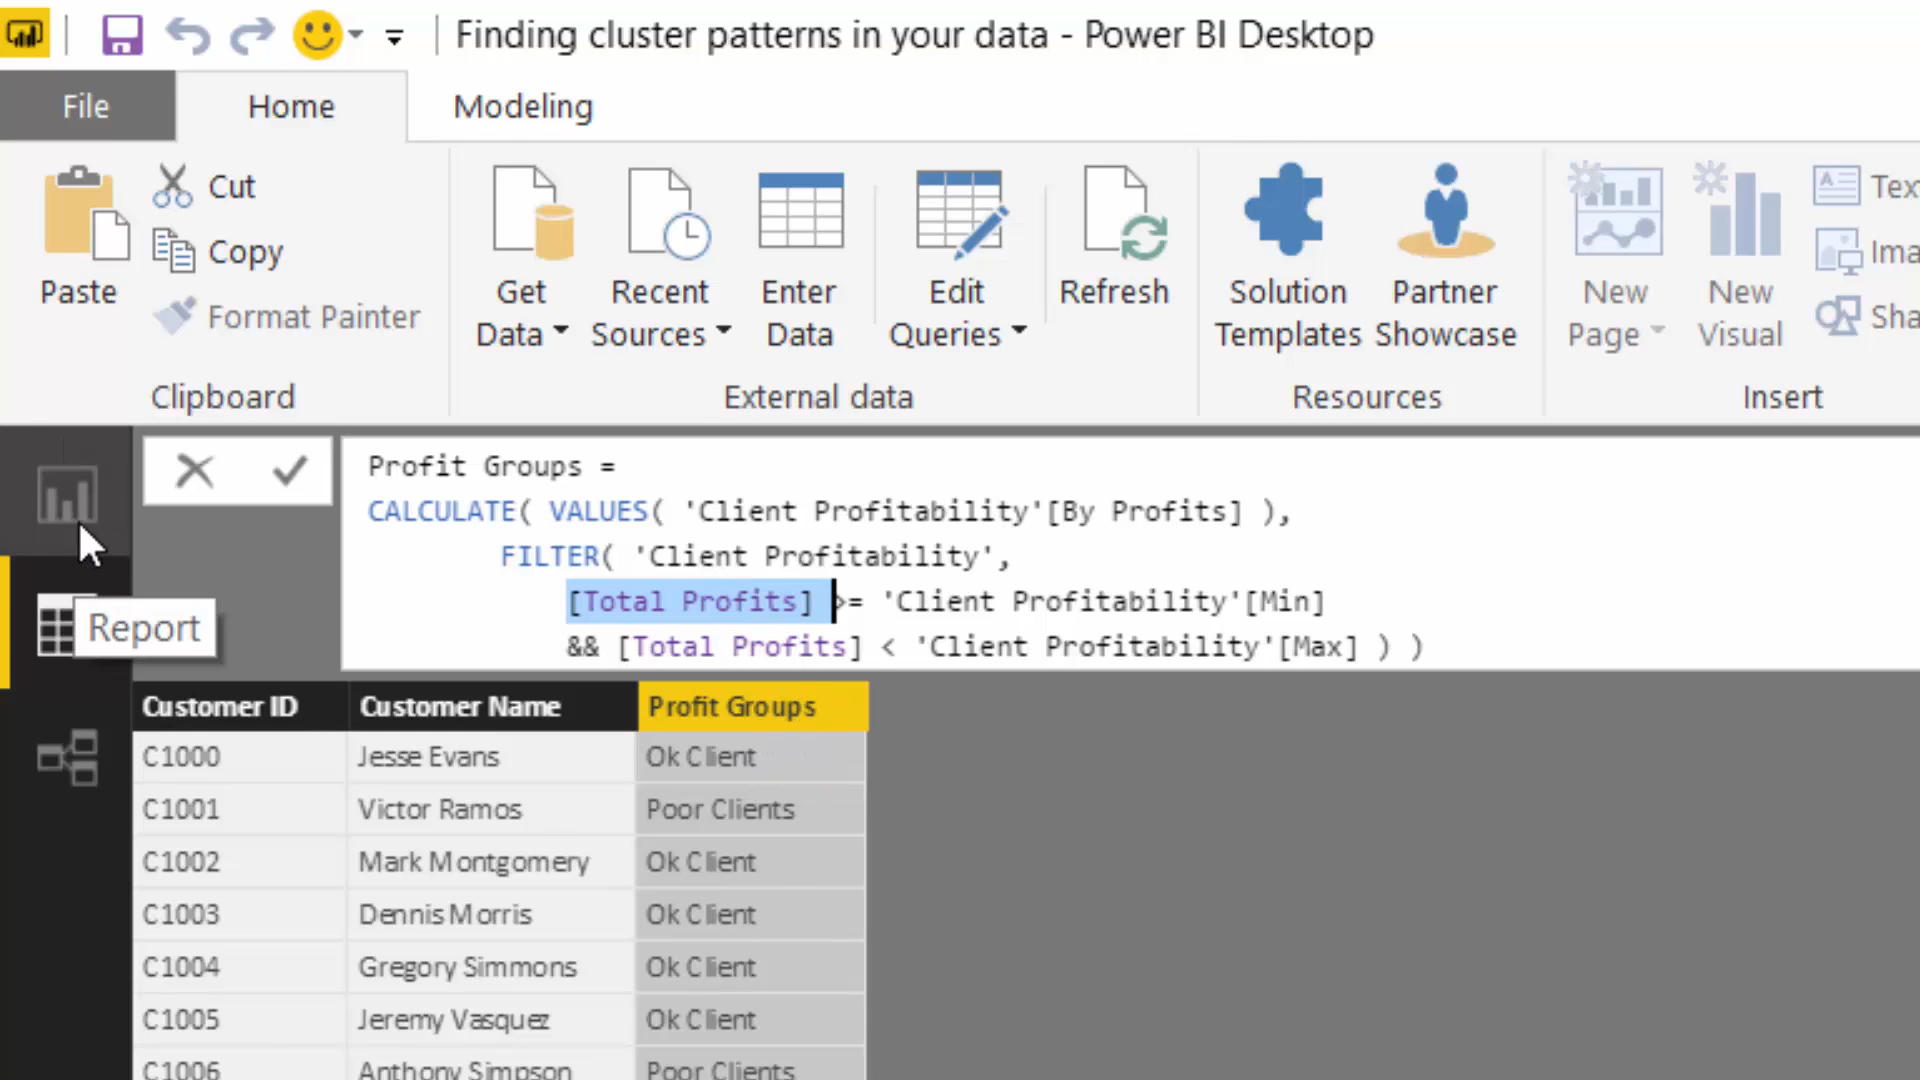 Finding cluster patterns in your data - Power BI Desktop
File Home Modeling
Cut
Copy
Format Painter
Paste
Get Data
Recent Sources
Enter Data
Edit Queries
Refresh
Solution Templates
Partner Showcase
New Page
New Visual
Tex
Ima
Sha
Clipboard External data Resources Insert
Profit Groups =
CALCULATE( VALUES( 'Client Profitability'[By Profits] ),
FILTER( 'Client Profitability',
[Total Profits] >= 'Client Profitability'[Min]
&& [Total Profits] < 'Client Profitability'[Max] ) )
Report
Customer ID Customer Name Profit Groups
C1000 Jesse Evans Ok Client
C1001 Victor Ramos Poor Clients
C1002 Mark Montgomery Ok Client
C1003 Dennis Morris Ok Client
C1004 Gregory Simmons Ok Client
C1005 Jeremy Vasquez Ok Client
C1006 Anthony Simpson Poor Clients